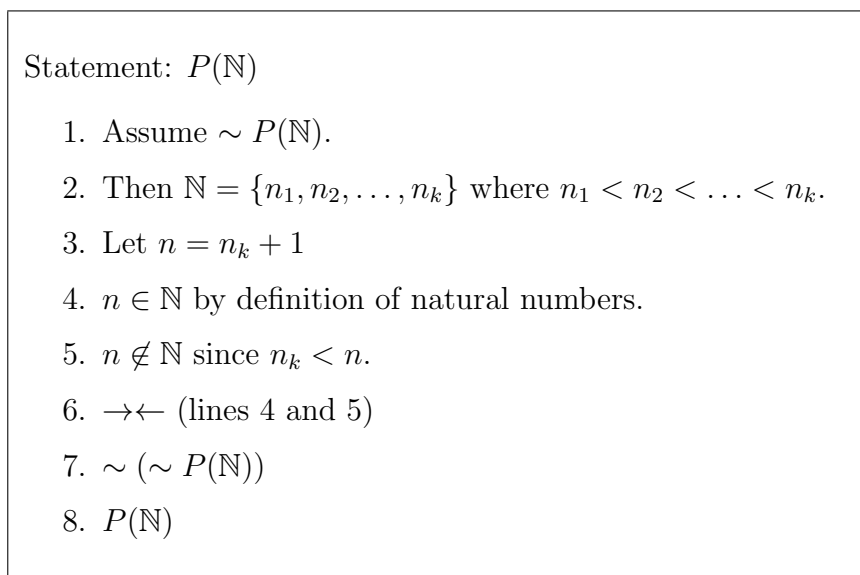 Statement: P(ℕ)
1. Assume ∼ P(ℕ).
2. Then ℕ = {n₁, n₂, . . . , nₖ} where n₁ < n₂ < . . . < nₖ.
3. Let n = nₖ + 1
4. n ∈ ℕ by definition of natural numbers.
5. n ∉ ℕ since nₖ < n.
6. →← (lines 4 and 5)
7. ∼ (∼ P(ℕ))
8. P(ℕ)